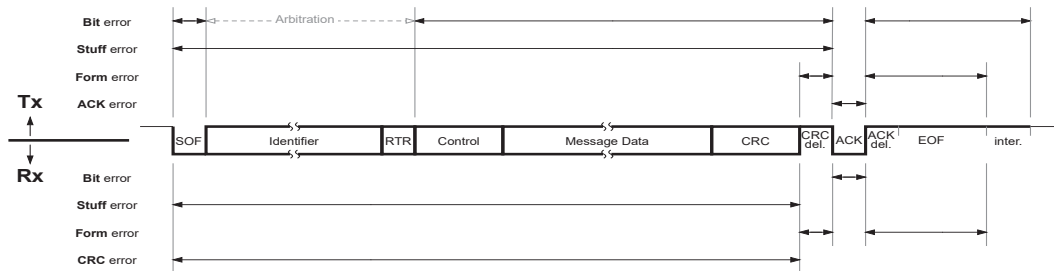 Bit error
Arbitration
Stuff error
Form error
ACK error
Tx
SOF Identifier RTR Control Message Data CRC CRC del. ACK ACK del. EOF inter.
Rx
Bit error
Stuff error
Form error
CRC error